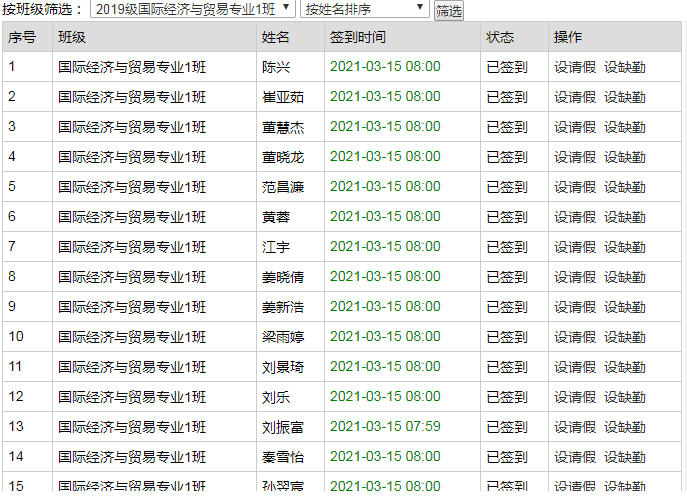 按班级筛选： 2019级国际经济与贸易专业1班 按姓名排序 筛选
序号 班级 姓名 签到时间 状态 操作
1 国际经济与贸易专业1班 陈兴 2021-03-15 08:00 已签到 设请假 设缺勤
2 国际经济与贸易专业1班 崔亚茹 2021-03-15 08:00 已签到 设请假 设缺勤
3 国际经济与贸易专业1班 董慧杰 2021-03-15 08:00 已签到 设请假 设缺勤
4 国际经济与贸易专业1班 董晓龙 2021-03-15 08:00 已签到 设请假 设缺勤
5 国际经济与贸易专业1班 范昌濂 2021-03-15 08:00 已签到 设请假 设缺勤
6 国际经济与贸易专业1班 黄蓉 2021-03-15 08:00 已签到 设请假 设缺勤
7 国际经济与贸易专业1班 江宇 2021-03-15 08:00 已签到 设请假 设缺勤
8 国际经济与贸易专业1班 姜晓倩 2021-03-15 08:00 已签到 设请假 设缺勤
9 国际经济与贸易专业1班 姜新浩 2021-03-15 08:00 已签到 设请假 设缺勤
10 国际经济与贸易专业1班 梁雨婷 2021-03-15 08:00 已签到 设请假 设缺勤
11 国际经济与贸易专业1班 刘景琦 2021-03-15 08:00 已签到 设请假 设缺勤
12 国际经济与贸易专业1班 刘乐 2021-03-15 08:00 已签到 设请假 设缺勤
13 国际经济与贸易专业1班 刘振富 2021-03-15 07:59 已签到 设请假 设缺勤
14 国际经济与贸易专业1班 秦雪怡 2021-03-15 08:00 已签到 设请假 设缺勤
15 国际经济与贸易专业1班 孙翌宸 2021-03-15 08:00 已签到 设请假 设缺勤